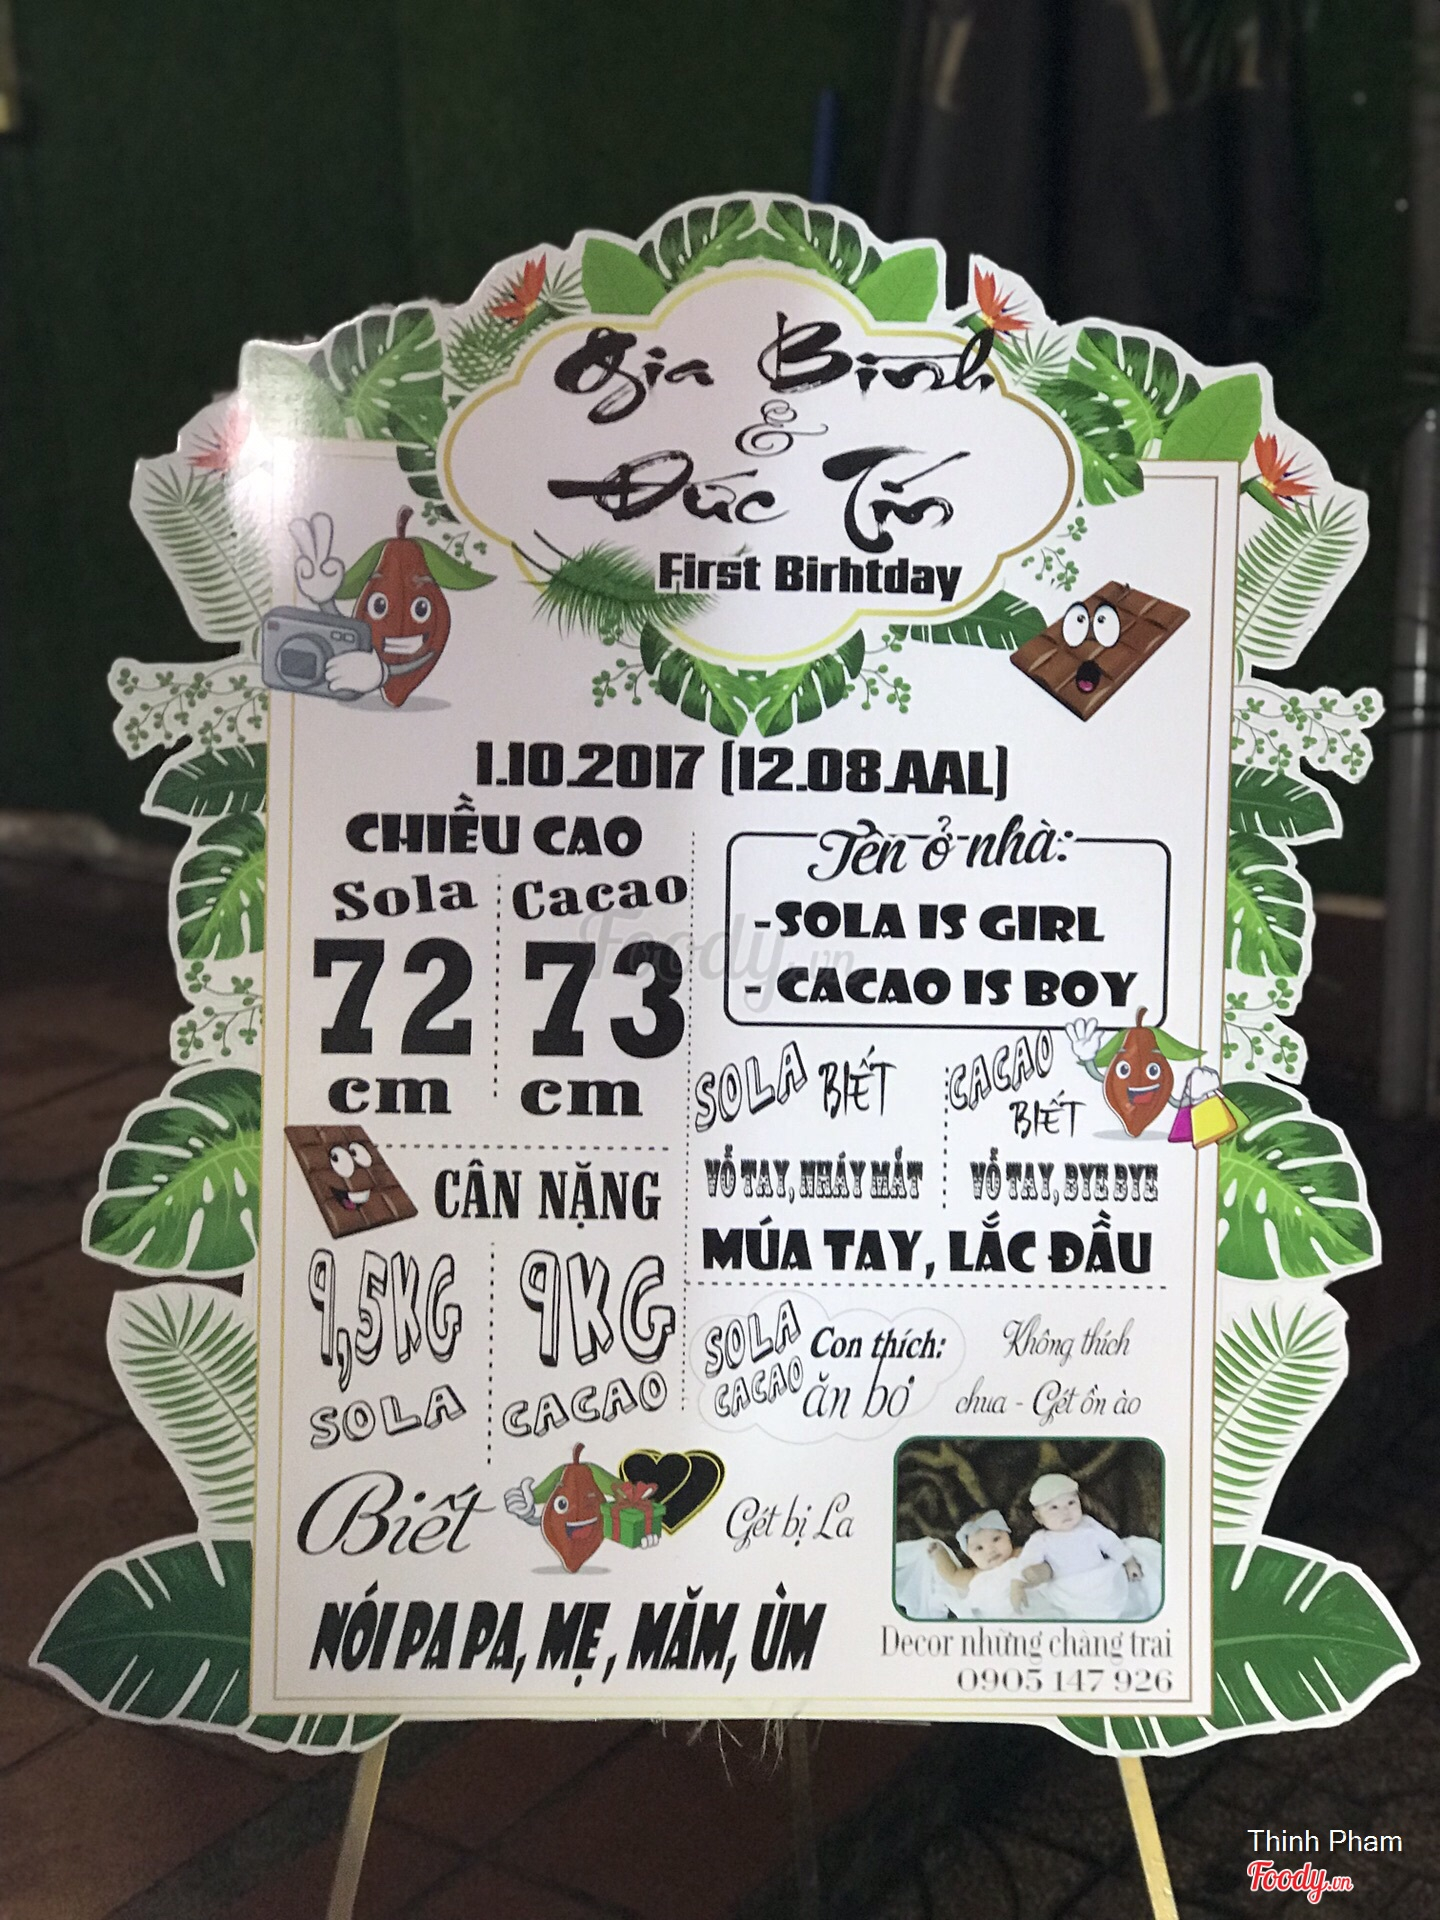 Gia Bình
&
Đức Tín
First Birhtday
1.10.2017 (12.08.AAL)
CHIỀU CAO
Sola
Cacao
72
73
cm
cm
Tên ở nhà:
-SOLA IS GIRL
- CACAO IS BOY
SOLA BIẾT
CACAO BIẾT
VỖ TAY, NHÁY MẮT
VỖ TAY, BYE BYE
MÚA TAY, LẮC ĐẦU
CÂN NẶNG
9,5KG
9KG
SOLA
CACAO
SOLA
CACAO
Con thích:
ăn bơ
Không thích
chua - Gét ồn ào
Biết
Gét bị La
NÓI PA PA, MẸ, MĂM, ÙM
Decor những chàng trai
0905 147 926
Foody.vn
Thinh Pham
Foody.vn